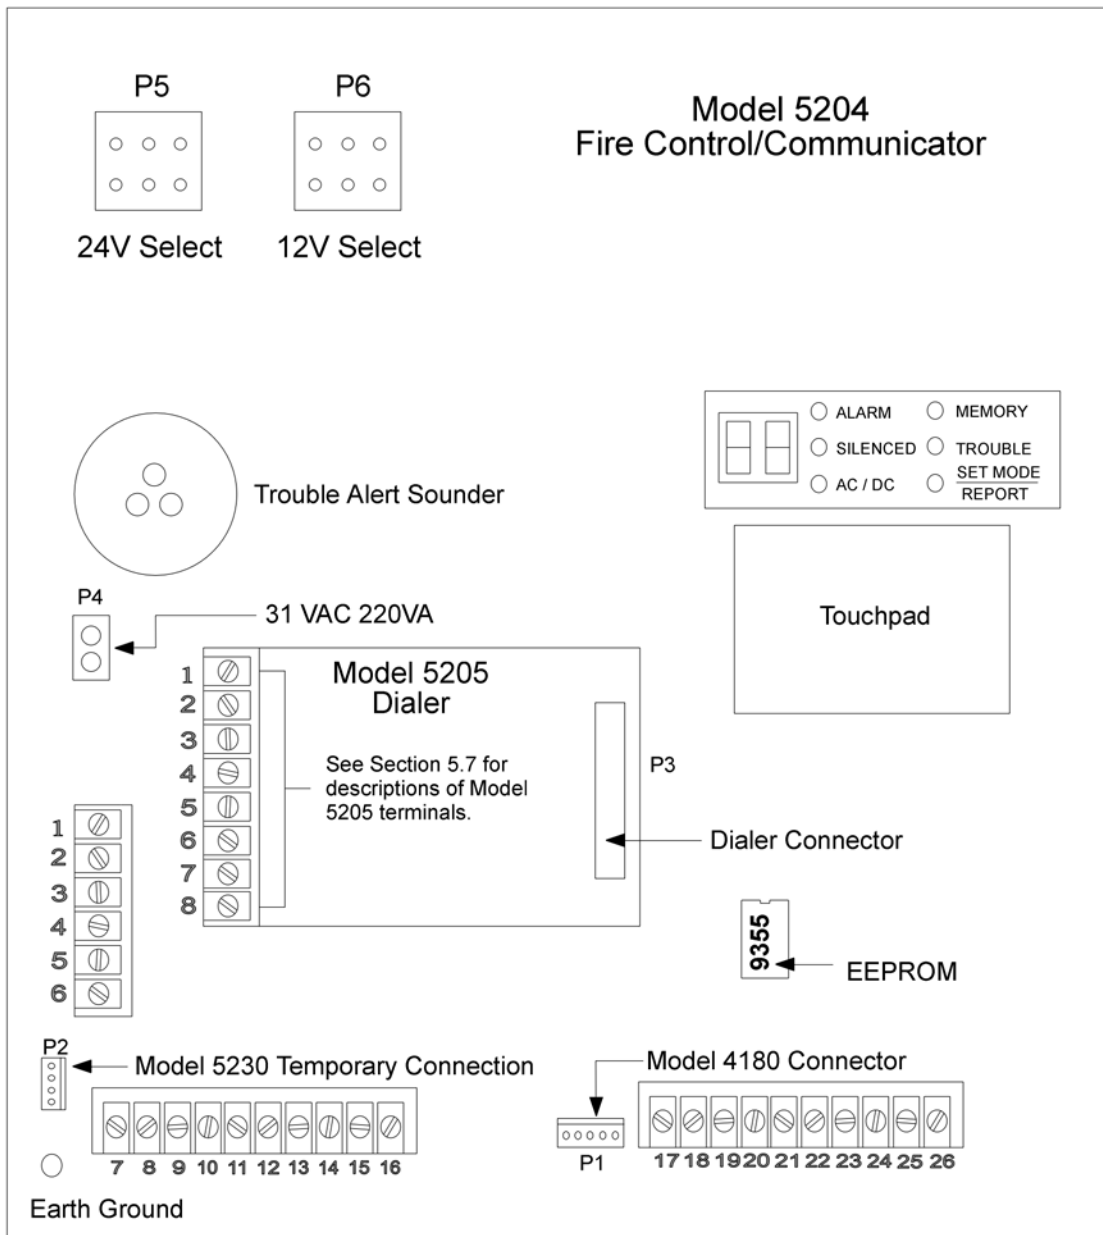 P5
P6
Model 5204
Fire Control/Communicator
24V Select
12V Select
ALARM
MEMORY
SILENCED
TROUBLE
AC / DC
SET MODE
REPORT
Trouble Alert Sounder
P4
31 VAC 220VA
Touchpad
Model 5205
Dialer
1
2
3
4
5
6
7
8
See Section 5.7 for
descriptions of Model
5205 terminals.
P3
Dialer Connector
1
2
3
4
5
6
9355
EEPROM
P2
Model 5230 Temporary Connection
Model 4180 Connector
7 8 9 10 11 12 13 14 15 16
P1
17 18 19 20 21 22 23 24 25 26
Earth Ground